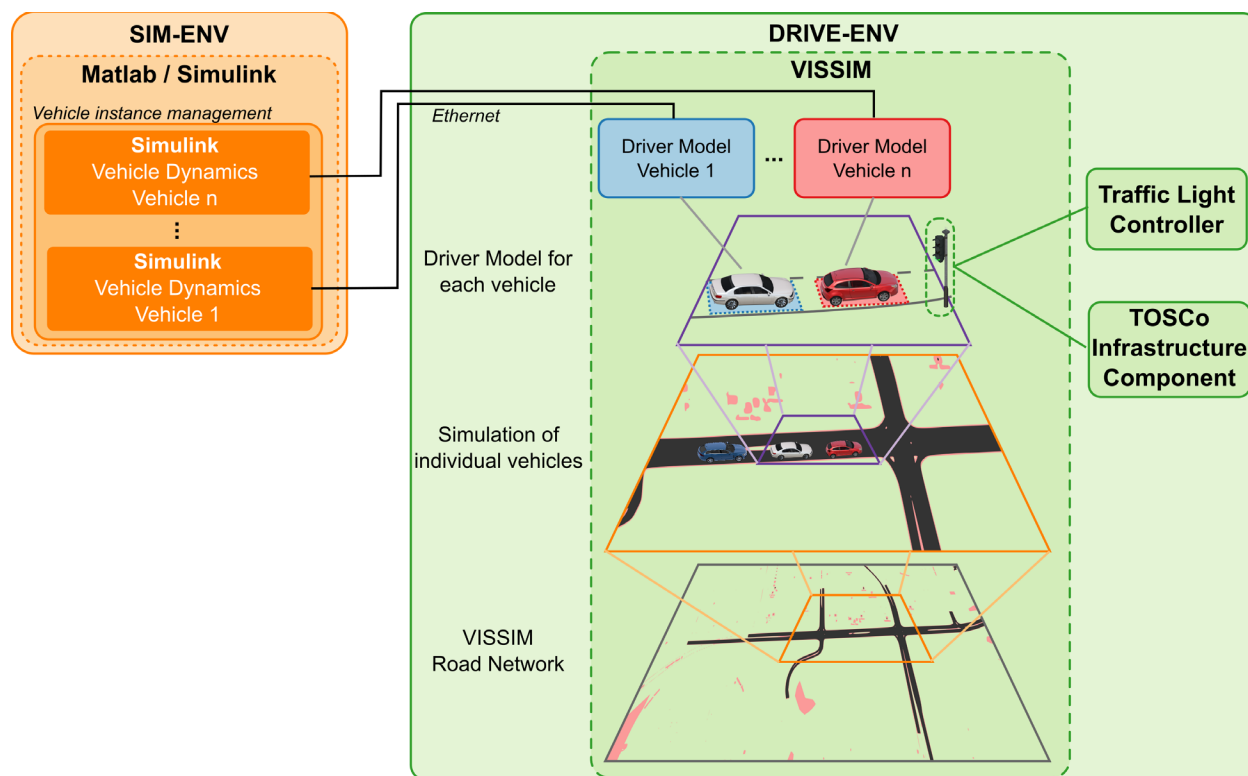 SIM-ENV
Matlab / Simulink
Vehicle instance management
Simulink
Vehicle Dynamics
Vehicle n
...
Simulink
Vehicle Dynamics
Vehicle 1
DRIVE-ENV
VISSIM
Ethernet
Driver Model
Vehicle 1
...
Driver Model
Vehicle n
Traffic Light
Controller
Driver Model for
each vehicle
TOSCo
Infrastructure
Component
Simulation of
individual vehicles
VISSIM
Road Network